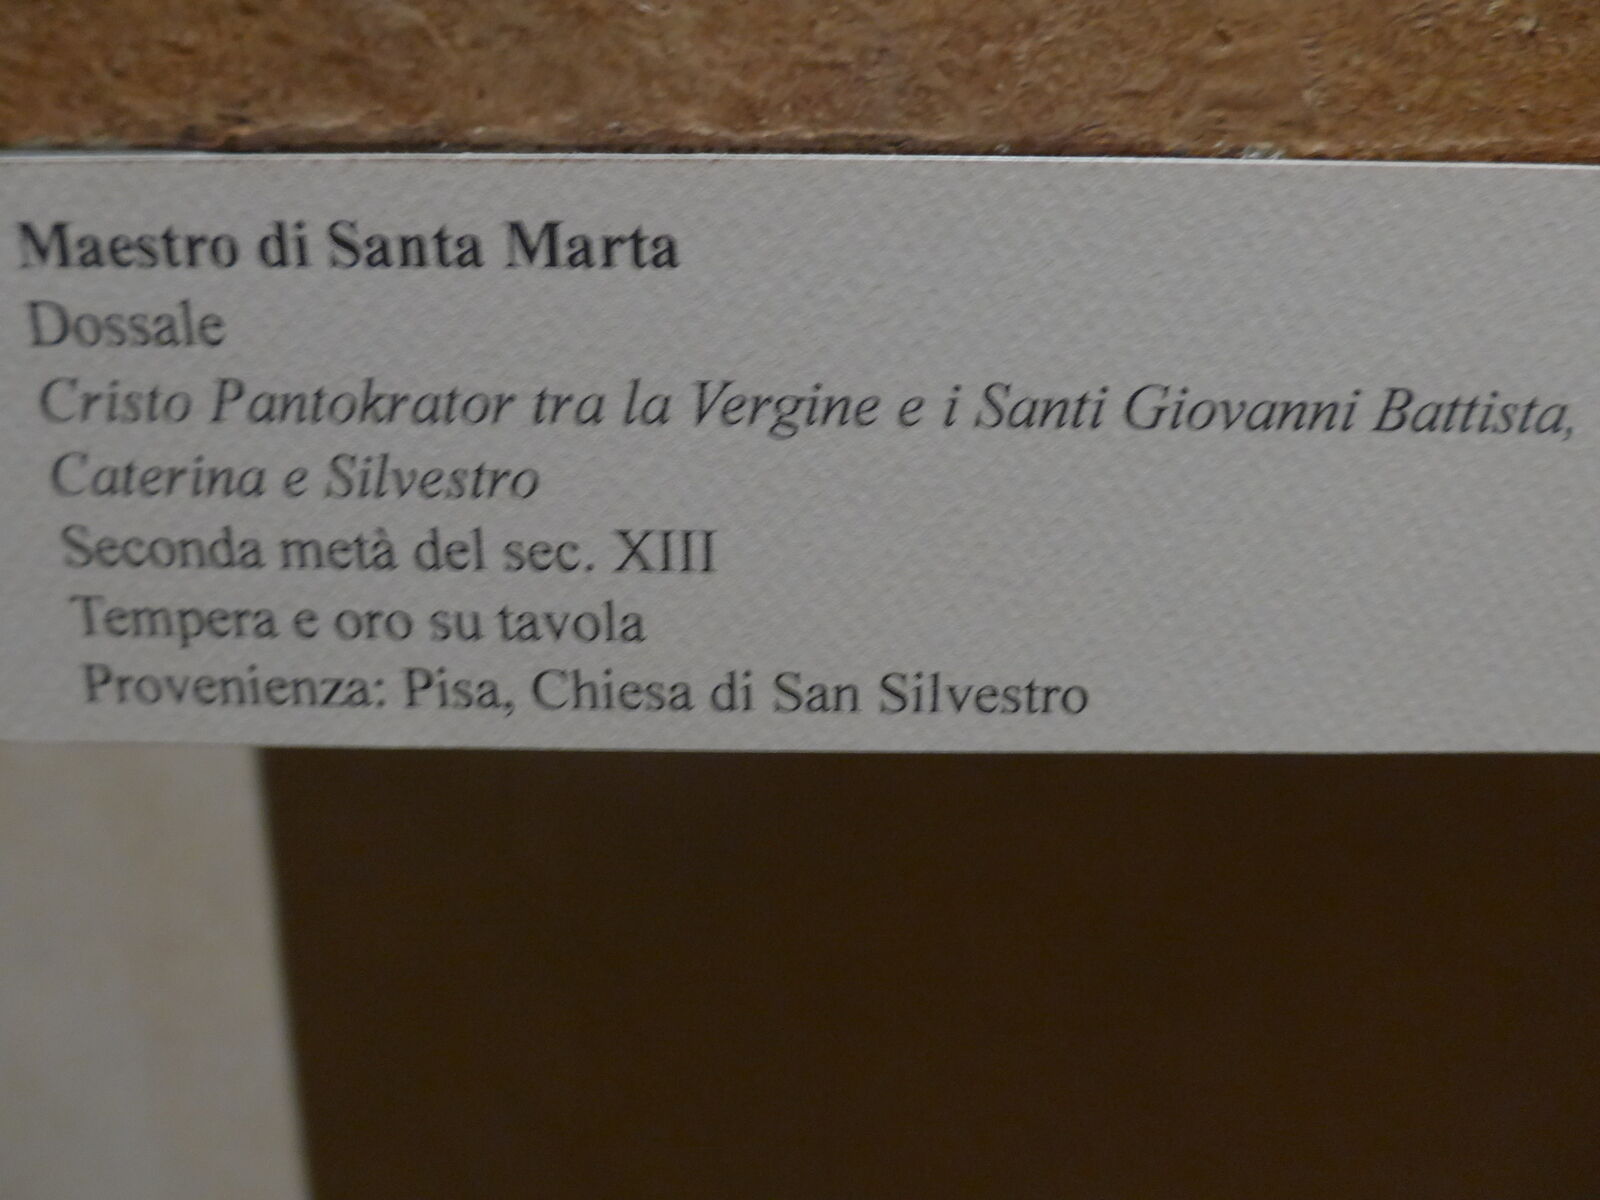 Maestro di Santa Marta
Dossale
Cristo Pantokrator tra la Vergine e i Santi Giovanni Battista,
Caterina e Silvestro
Seconda metà del sec. XIII
Tempera e oro su tavola
Provenienza: Pisa, Chiesa di San Silvestro